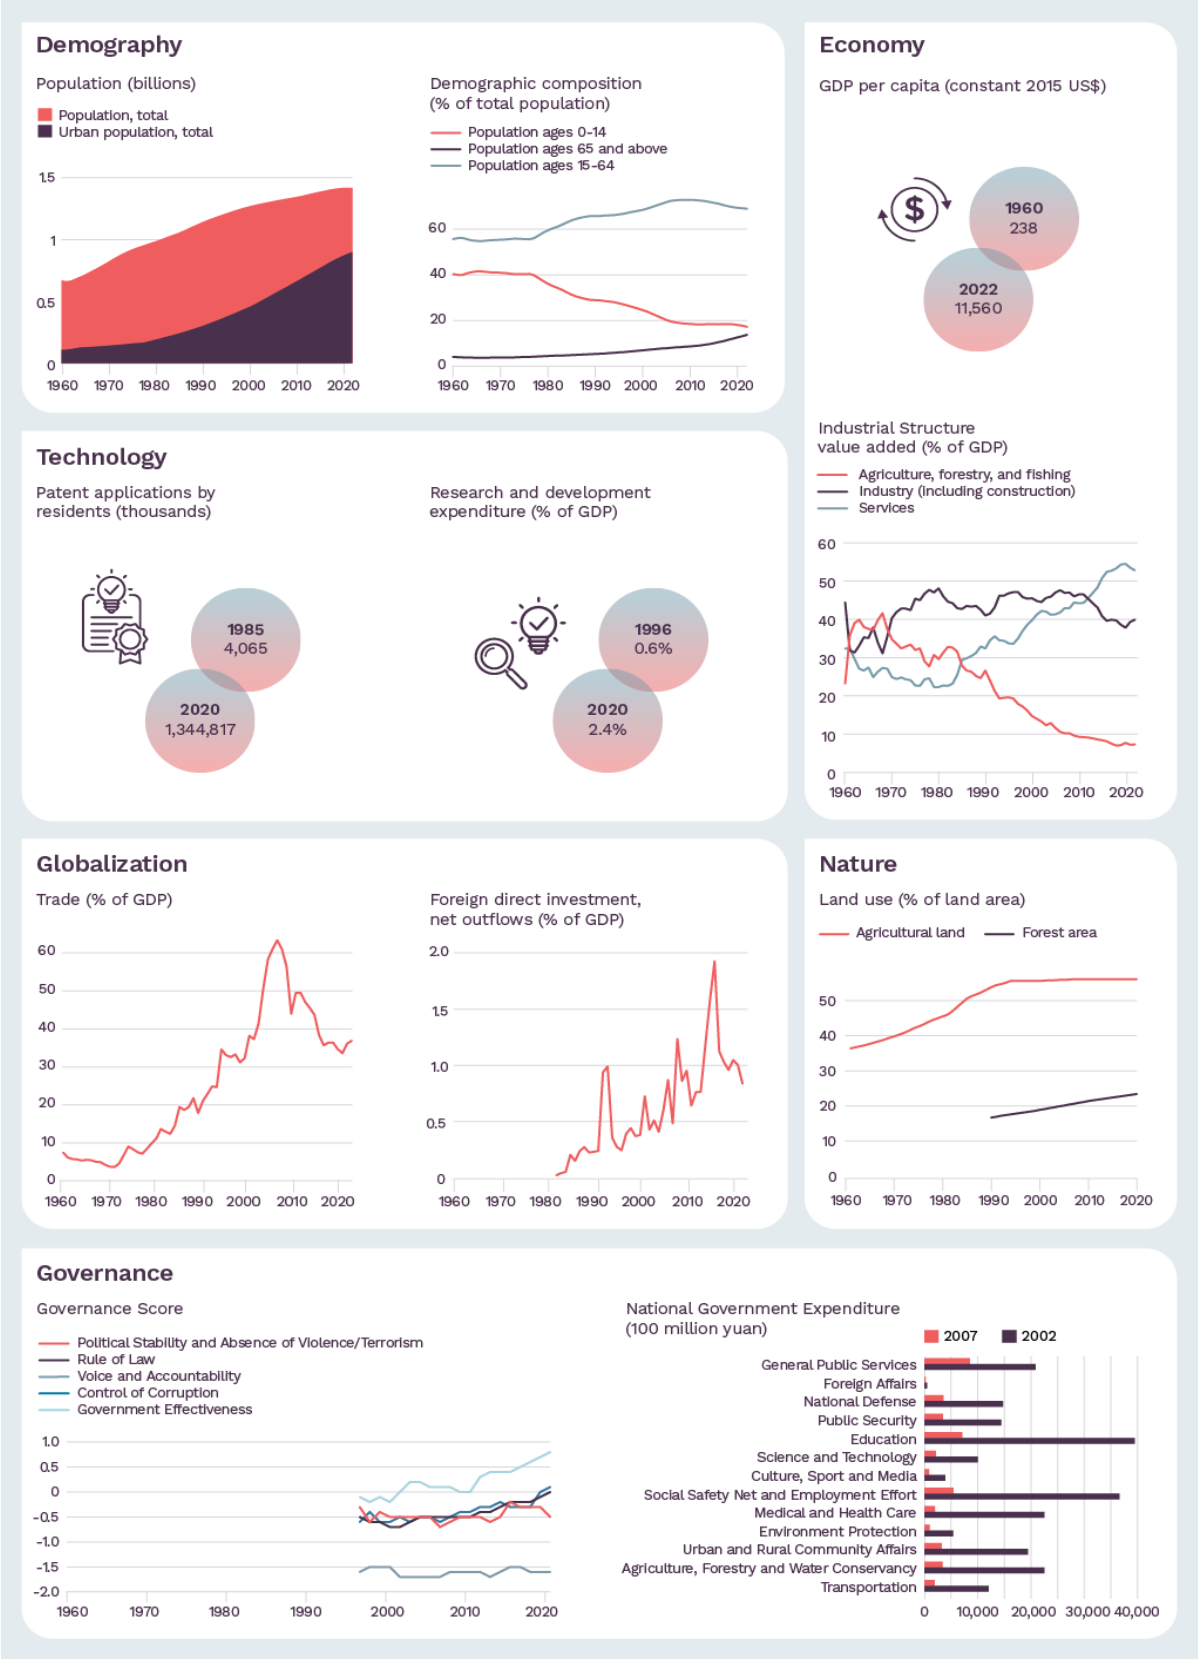 Demography
Population (billions)
Population, total
Urban population, total
1.5
1
0.5
0
1960 1970 1980 1990 2000 2010 2020
Demographic composition
(% of total population)
Population ages 0-14
Population ages 65 and above
Population ages 15-64
60
40
20
0
1960 1970 1980 1990 2000 2010 2020
Economy
GDP per capita (constant 2015 US$)
$
1960
238
2022
11,560
Industrial Structure
value added (% of GDP)
Agriculture, forestry, and fishing
Industry (including construction)
Services
60
50
40
30
20
10
0
1960 1970 1980 1990 2000 2010 2020
Technology
Patent applications by
residents (thousands)
1985
4,065
2020
1,344,817
Research and development
expenditure (% of GDP)
1996
0.6%
2020
2.4%
Globalization
Trade (% of GDP)
60
50
40
30
20
10
0
1960 1970 1980 1990 2000 2010 2020
Foreign direct investment,
net outflows (% of GDP)
2.0
1.5
1.0
0.5
0
1960 1970 1980 1990 2000 2010 2020
Nature
Land use (% of land area)
Agricultural land Forest area
50
40
30
20
10
0
1960 1970 1980 1990 2000 2010 2020
Governance
Governance Score
Political Stability and Absence of Violence/Terrorism
Rule of Law
Voice and Accountability
Control of Corruption
Government Effectiveness
1.0
0.5
0
-0.5
-1.0
-1.5
-2.0
1960 1970 1980 1990 2000 2010 2020
National Government Expenditure
(100 million yuan)
2007 2002
General Public Services
Foreign Affairs
National Defense
Public Security
Education
Science and Technology
Culture, Sport and Media
Social Safety Net and Employment Effort
Medical and Health Care
Environment Protection
Urban and Rural Community Affairs
Agriculture, Forestry and Water Conservancy
Transportation
0 10,000 20,000 30,000 40,000